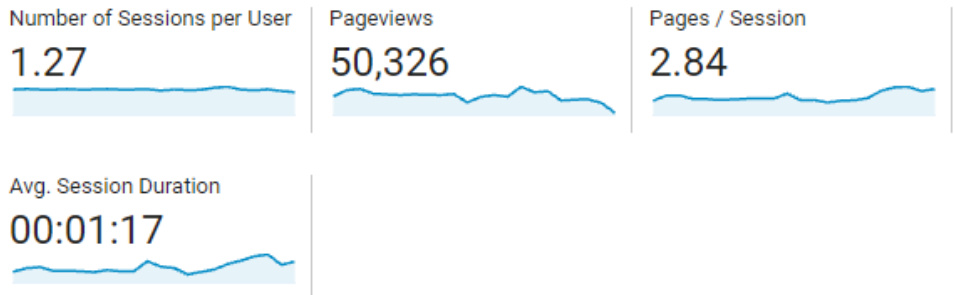 Number of Sessions per User
1.27
Pageviews
50,326
Pages / Session
2.84
Avg. Session Duration
00:01:17